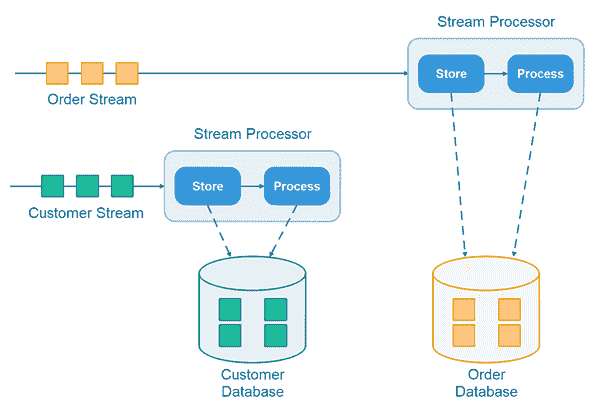 Stream Processor
Store
Process
Order Stream
Stream Processor
Store
Process
Customer Stream
Customer
Database
Order
Database